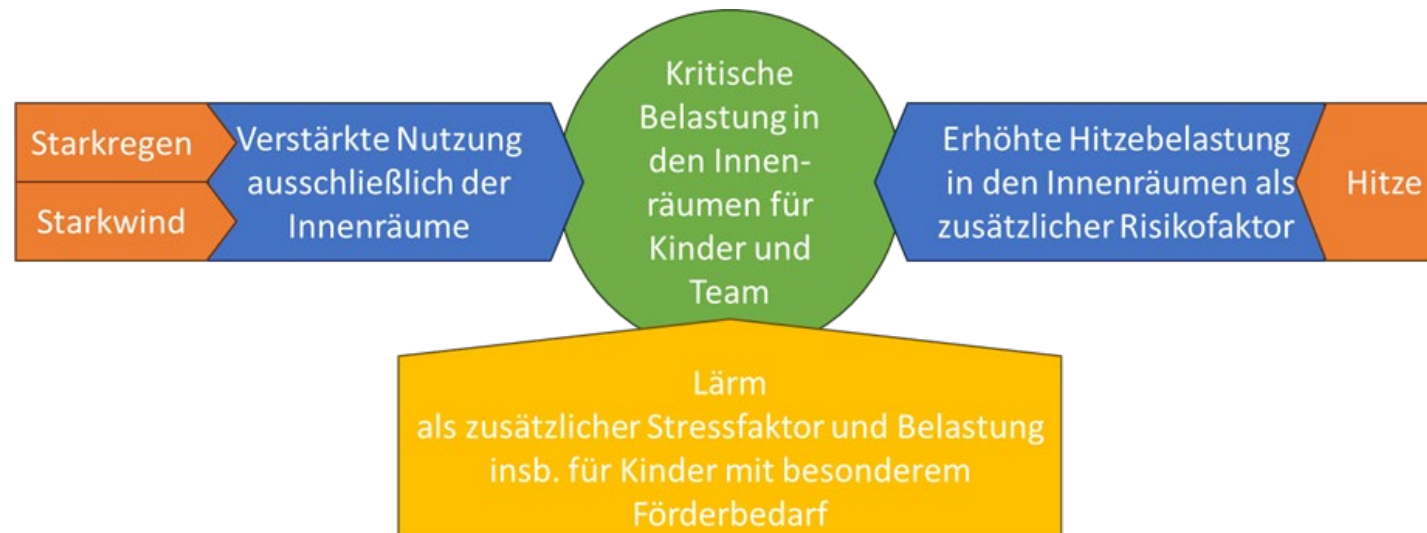 Starkregen
Starkwind
Verstärkte Nutzung
ausschließlich der
Innenräume
Kritische
Belastung in
den Innen-
räumen für
Kinder und
Team
Erhöhte Hitzebelastung
in den Innenräumen als
zusätzlicher Risikofaktor
Hitze
Lärm
als zusätzlicher Stressfaktor und Belastung
insb. für Kinder mit besonderem
Förderbedarf